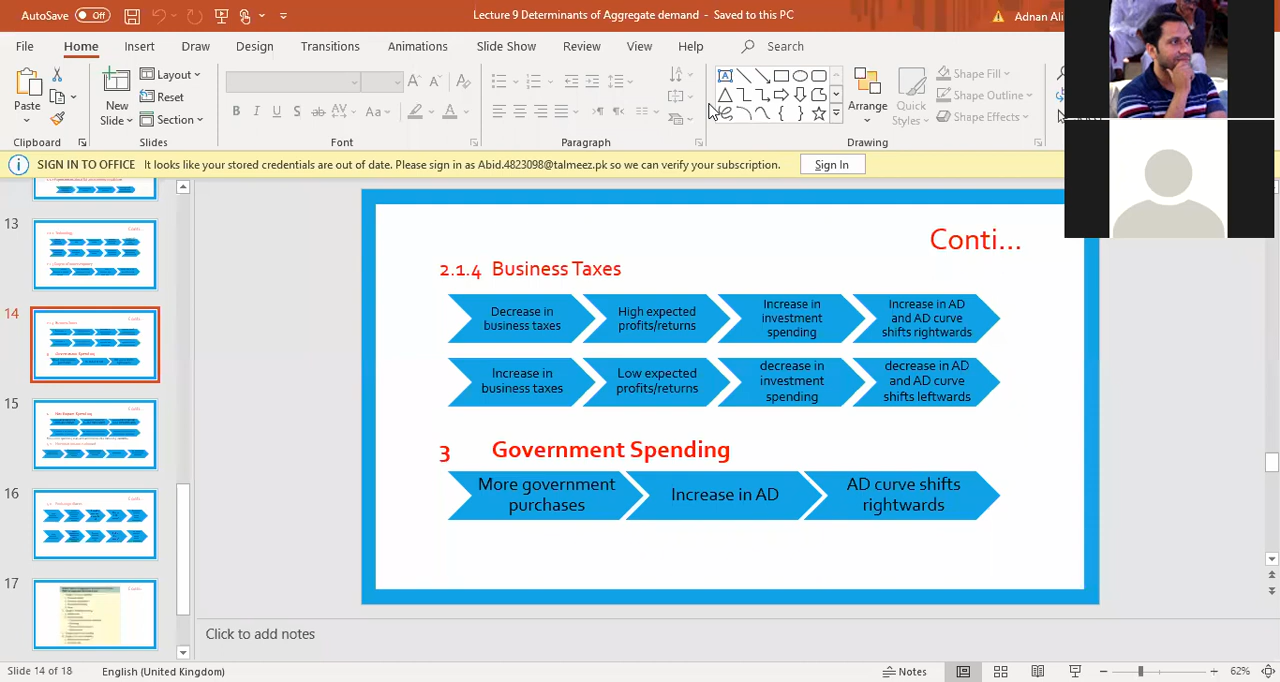 AutoSave Off
Lecture 9 Determinants of Aggregate demand - Saved to this PC
Adnan Ali
File Home Insert Draw Design Transitions Animations Slide Show Review View Help Search
Paste
New
Slide
Layout
Reset
Section
B I U S ab AV Aa A
Arrange
Quick
Styles
Shape Fill
Shape Outline
Shape Effects
Clipboard Slides Font Paragraph Drawing
SIGN IN TO OFFICE It looks like your stored credentials are out of date. Please sign in as Abid.4823098@talmeez.pk so we can verify your subscription. Sign In
13
14
15
16
17
Conti...
2.1.4 Business Taxes
Decrease in
business taxes
High expected
profits/returns
Increase in
investment
spending
Increase in AD
and AD curve
shifts rightwards
Increase in
business taxes
Low expected
profits/returns
decrease in
investment
spending
decrease in AD
and AD curve
shifts leftwards
3 Government Spending
More government
purchases
Increase in AD
AD curve shifts
rightwards
Click to add notes
Slide 14 of 18 English (United Kingdom) Notes 62%